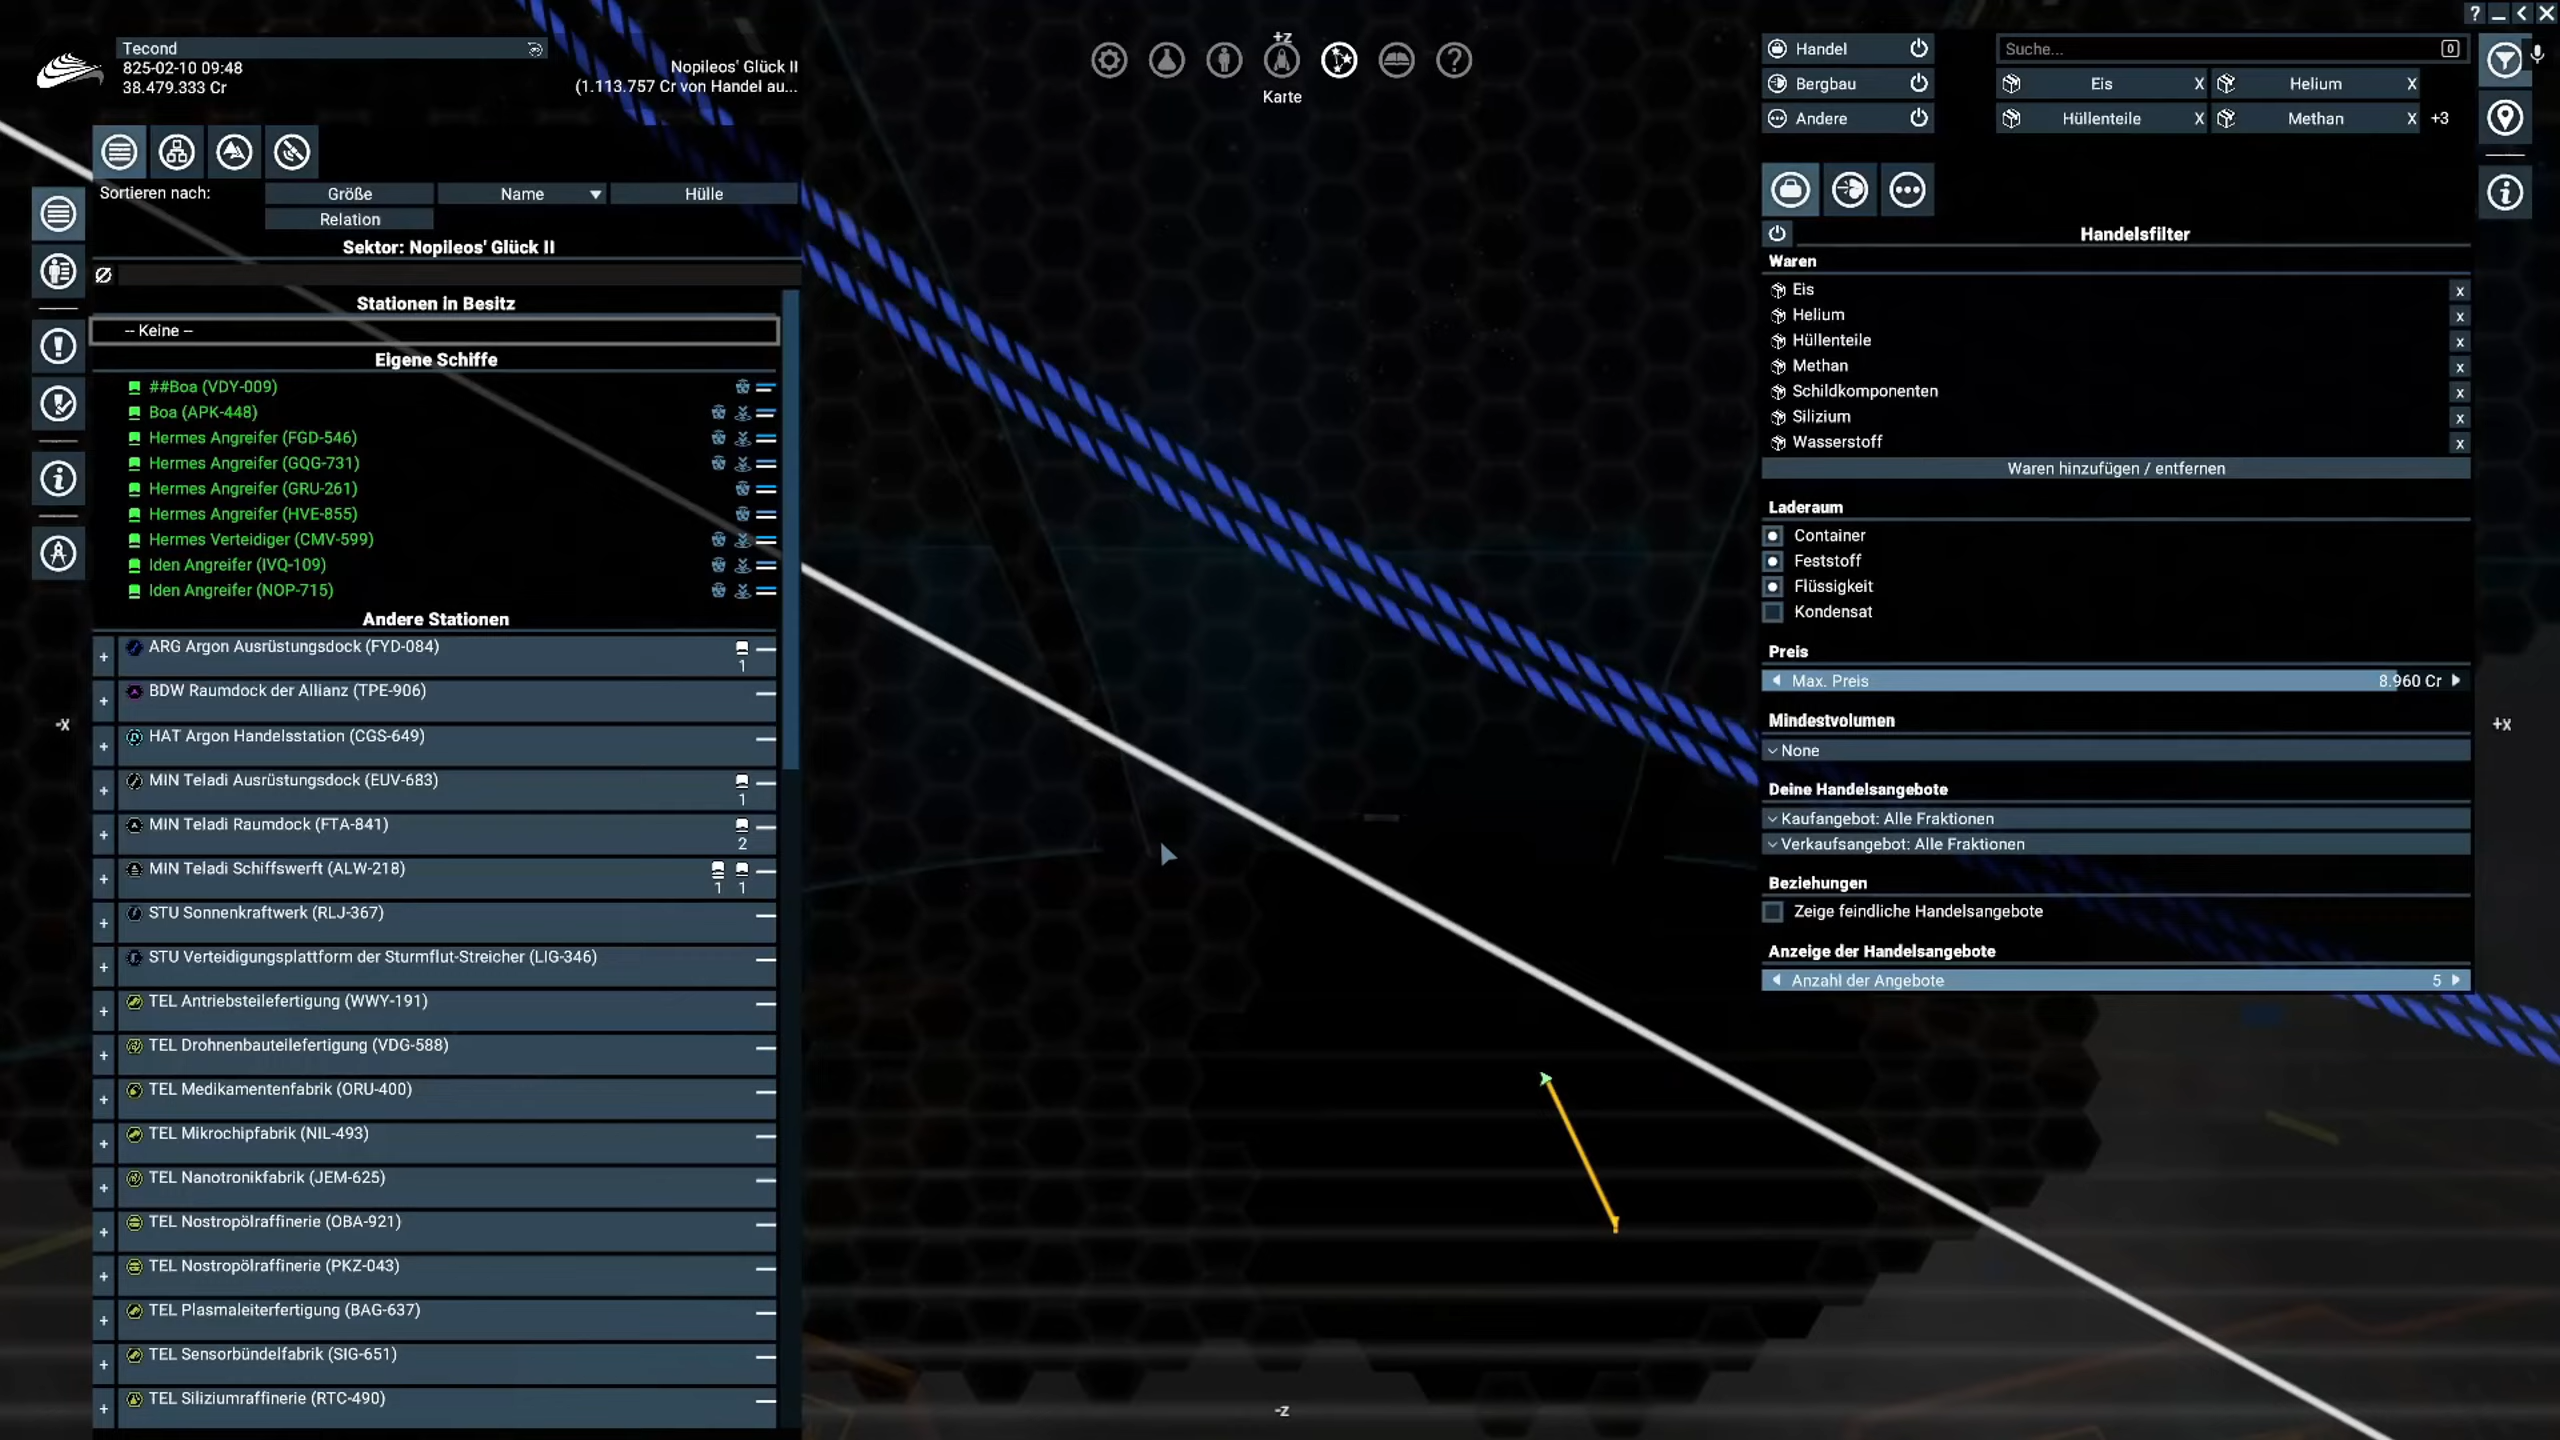 Tecond
825-02-10 09:48
38.479.333 Cr
Nopileos' Glück II
(1.113.757 Cr von Handel au...
+z
Karte
Sortieren nach:
Größe
Name
Hülle
Relation
Sektor: Nopileos' Glück II
Stationen in Besitz
-- Keine --
Eigene Schiffe
##Boa (VDY-009)
Boa (APK-448)
Hermes Angreifer (FGD-546)
Hermes Angreifer (GQG-731)
Hermes Angreifer (GRU-261)
Hermes Angreifer (HVE-855)
Hermes Verteidiger (CMV-599)
Iden Angreifer (IVQ-109)
Iden Angreifer (NOP-715)
Andere Stationen
+ ARG Argon Ausrüstungsdock (FYD-084) 1
+ BDW Raumdock der Allianz (TPE-906)
+ HAT Argon Handelsstation (CGS-649)
+ MIN Teladi Ausrüstungsdock (EUV-683) 1
+ MIN Teladi Raumdock (FTA-841) 2
+ MIN Teladi Schiffswerft (ALW-218) 1 1
+ STU Sonnenkraftwerk (RLJ-367)
+ STU Verteidigungsplattform der Sturmflut-Streicher (LIG-346)
+ TEL Antriebsteilefertigung (WWY-191)
+ TEL Drohnenbauteilefertigung (VDG-588)
+ TEL Medikamentenfabrik (ORU-400)
+ TEL Mikrochipfabrik (NIL-493)
+ TEL Nanotronikfabrik (JEM-625)
+ TEL Nostropölraffinerie (OBA-921)
+ TEL Nostropölraffinerie (PKZ-043)
+ TEL Plasmaleiterfertigung (BAG-637)
+ TEL Sensorbündelfabrik (SIG-651)
+ TEL Siliziumraffinerie (RTC-490)
-x
+x
-z
?
Handel
Bergbau
Andere
Suche...
0
Eis X
Helium X
Hüllenteile X
Methan X
+3
Handelsfilter
Waren
Eis x
Helium x
Hüllenteile x
Methan x
Schildkomponenten x
Silizium x
Wasserstoff x
Waren hinzufügen / entfernen
Laderaum
Container
Feststoff
Flüssigkeit
Kondensat
Preis
Max. Preis 8.960 Cr
Mindestvolumen
None
Deine Handelsangebote
Kaufangebot: Alle Fraktionen
Verkaufsangebot: Alle Fraktionen
Beziehungen
Zeige feindliche Handelsangebote
Anzeige der Handelsangebote
Anzahl der Angebote 5